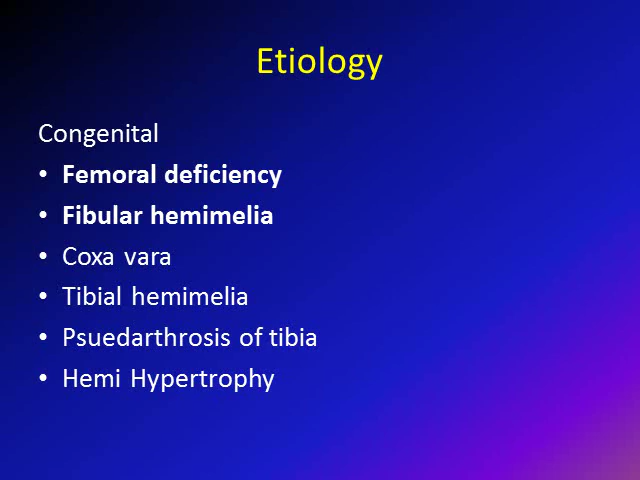 Etiology
Congenital
• Femoral deficiency
• Fibular hemimelia
• Coxa vara
• Tibial hemimelia
• Psuedarthrosis of tibia
• Hemi Hypertrophy